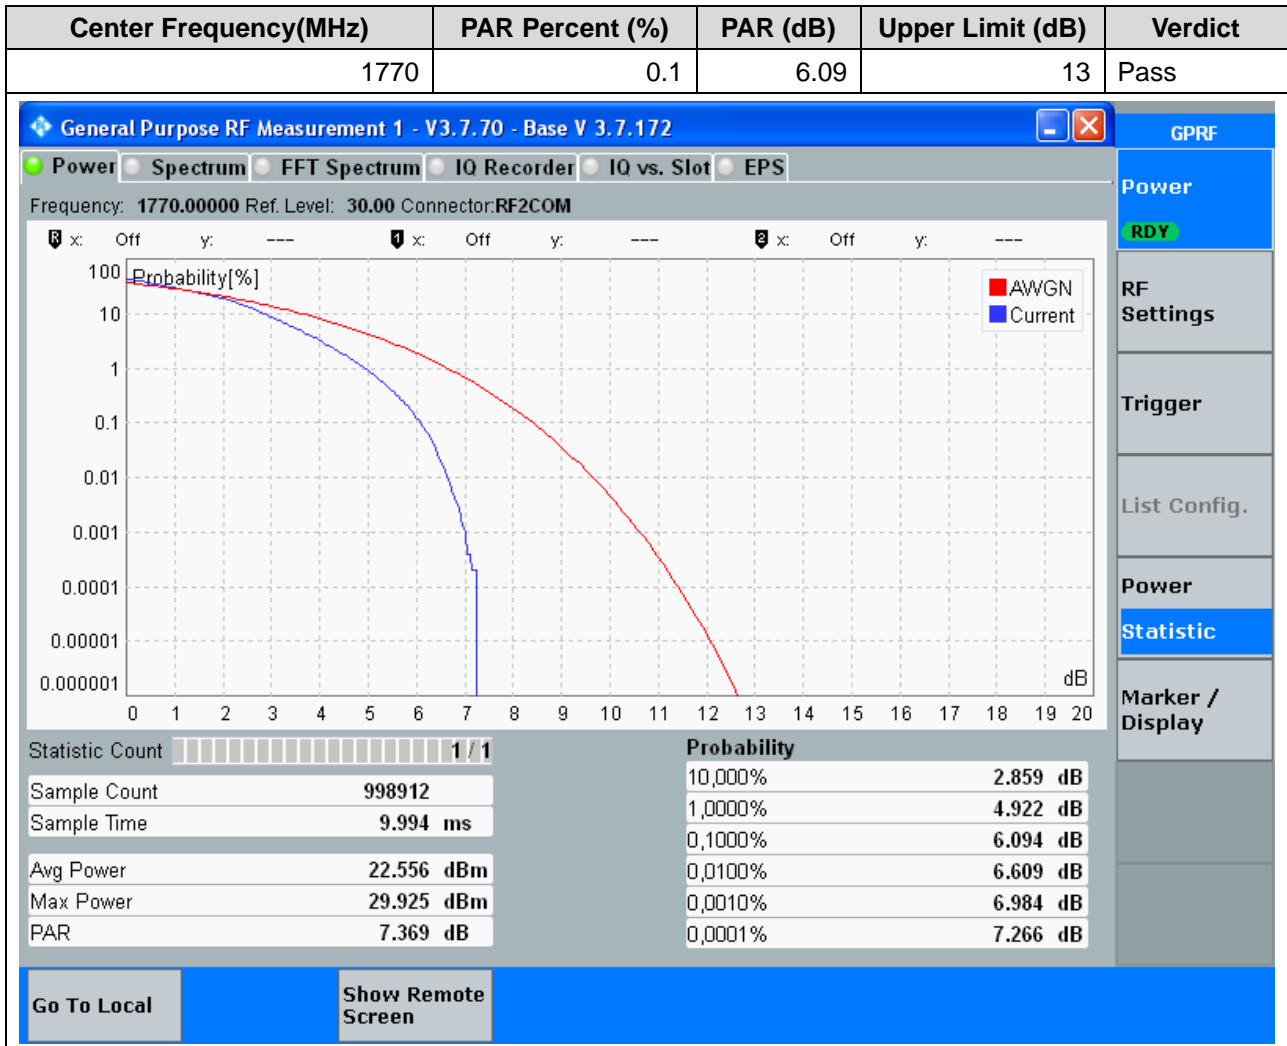 Center Frequency(MHz) PAR Percent (%) PAR (dB) Upper Limit (dB) Verdict
1770 0.1 6.09 13 Pass
General Purpose RF Measurement 1 - V3.7.70 - Base V 3.7.172
GPRF
Power Spectrum FFT Spectrum IQ Recorder IQ vs. Slot EPS
Power
RDY
Frequency: 1770.00000 Ref. Level: 30.00 Connector:RF2COM
R x: Off y: --- 1 x: Off y: --- 2 x: Off y: ---
Probability[%]
AWGN
Current
100
10
1
0.1
0.01
0.001
0.0001
0.00001
0.000001
dB
0 1 2 3 4 5 6 7 8 9 10 11 12 13 14 15 16 17 18 19 20
RF
Settings
Trigger
List Config.
Power
Statistic
Marker /
Display
Statistic Count 1 / 1
Sample Count 998912
Sample Time 9.994 ms
Avg Power 22.556 dBm
Max Power 29.925 dBm
PAR 7.369 dB
Probability
10,000% 2.859 dB
1,0000% 4.922 dB
0,1000% 6.094 dB
0,0100% 6.609 dB
0,0010% 6.984 dB
0,0001% 7.266 dB
Go To Local
Show Remote
Screen